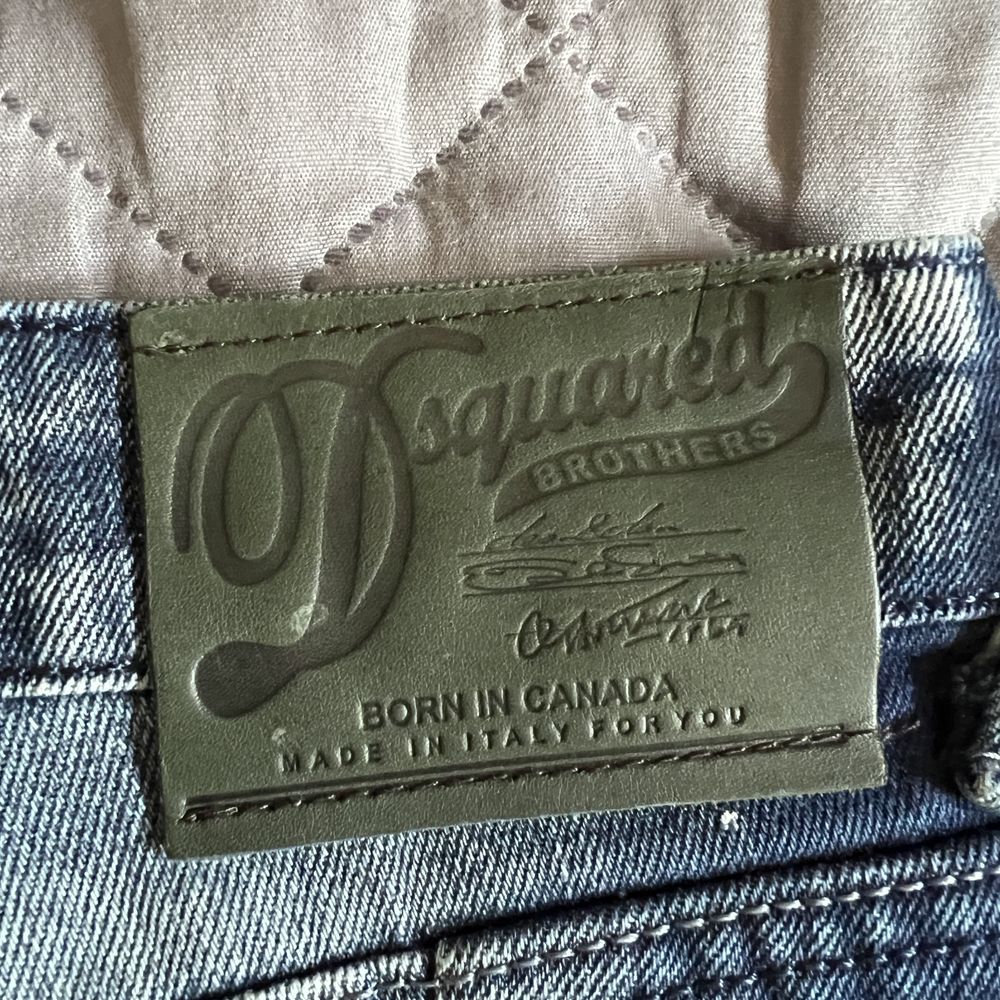 Dsquared
BROTHERS
BORN IN CANADA
MADE IN ITALY FOR YOU